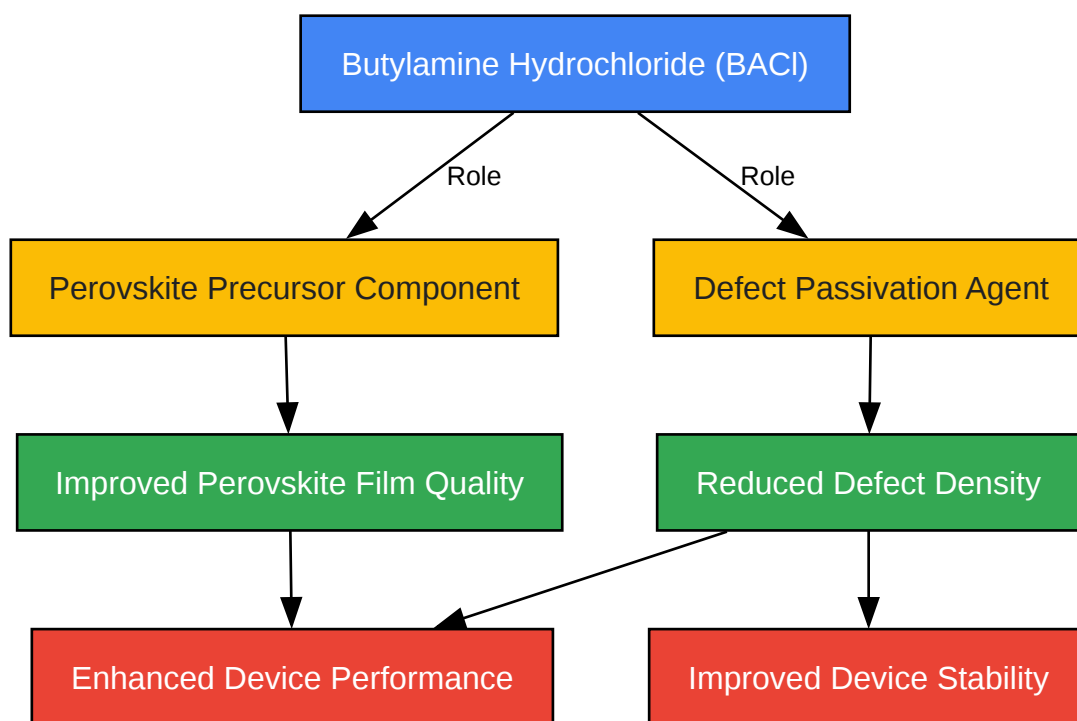 Butylamine Hydrochloride (BACl)
Role
Role
Perovskite Precursor Component
Defect Passivation Agent
Improved Perovskite Film Quality
Reduced Defect Density
Enhanced Device Performance
Improved Device Stability